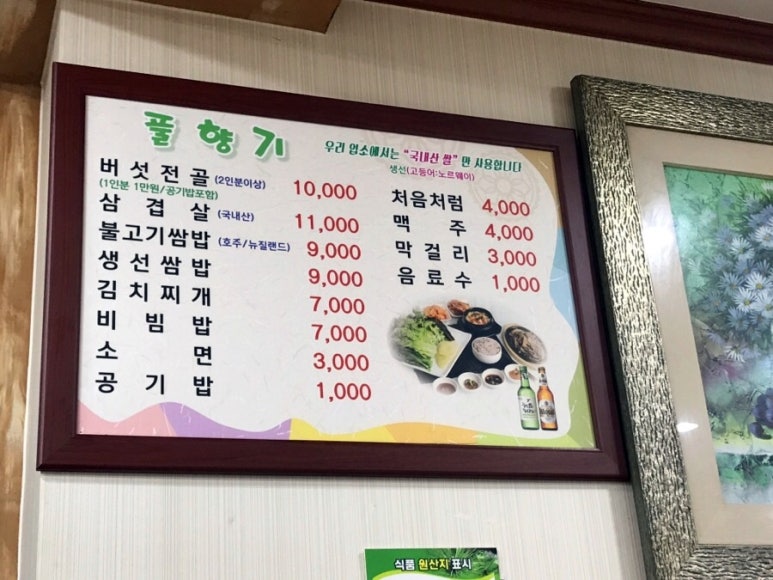 풀향기
우리 업소에서는 "국내산 쌀"만 사용합니다
생선(고등어:노르웨이)
버섯전골 (2인분이상) 10,000
(1인분 1만원/공기밥포함)
삼겹살 (국내산) 11,000
불고기쌈밥 (호주/뉴질랜드) 9,000
생선쌈밥 9,000
김치찌개 7,000
비빔밥 7,000
소면 3,000
공기밥 1,000
처음처럼 4,000
맥주 4,000
막걸리 3,000
음료수 1,000
식품 원산지 표시